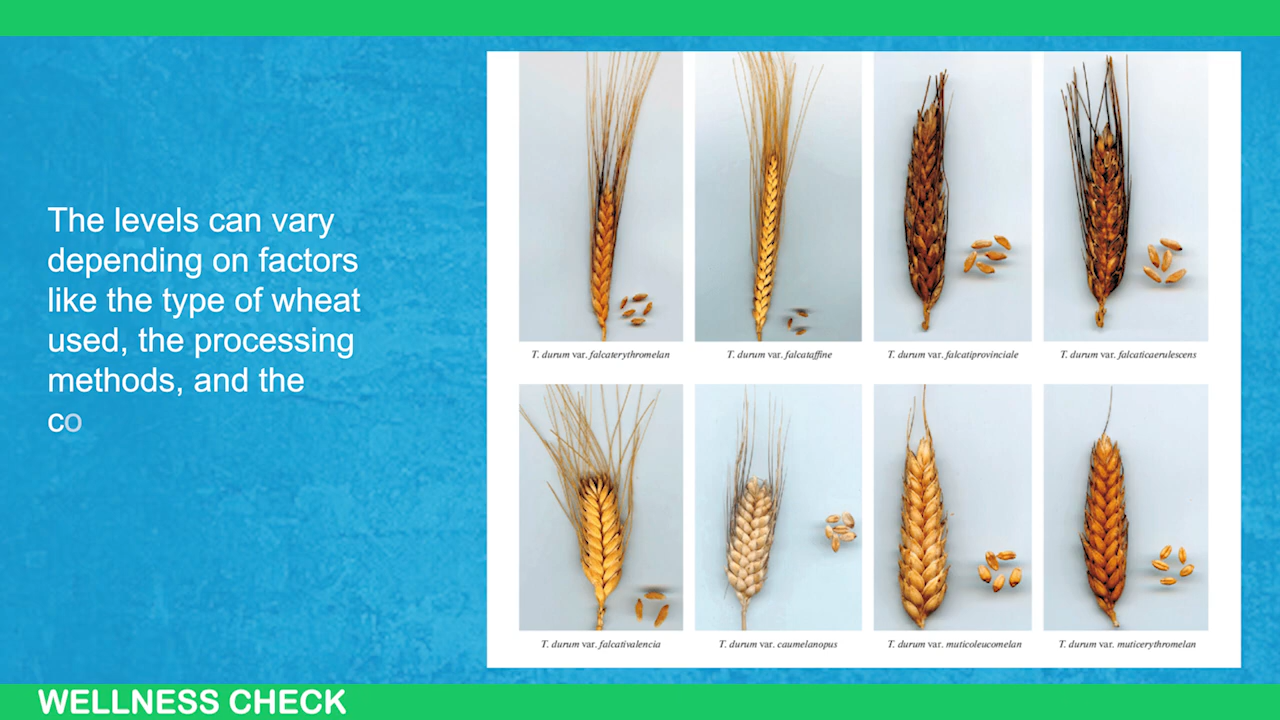 The levels can vary
depending on factors
like the type of wheat
used, the processing
methods, and the
co
T. durum var. falcaterythromelan
T. durum var. falcataffine
T. durum var. falcatiprovinciale
T. durum var. falcaticaerulescens
T. durum var. falcativalencia
T. durum var. caumelanopus
T. durum var. muticoleucomelan
T. durum var. muticerythromelan
WELLNESS CHECK